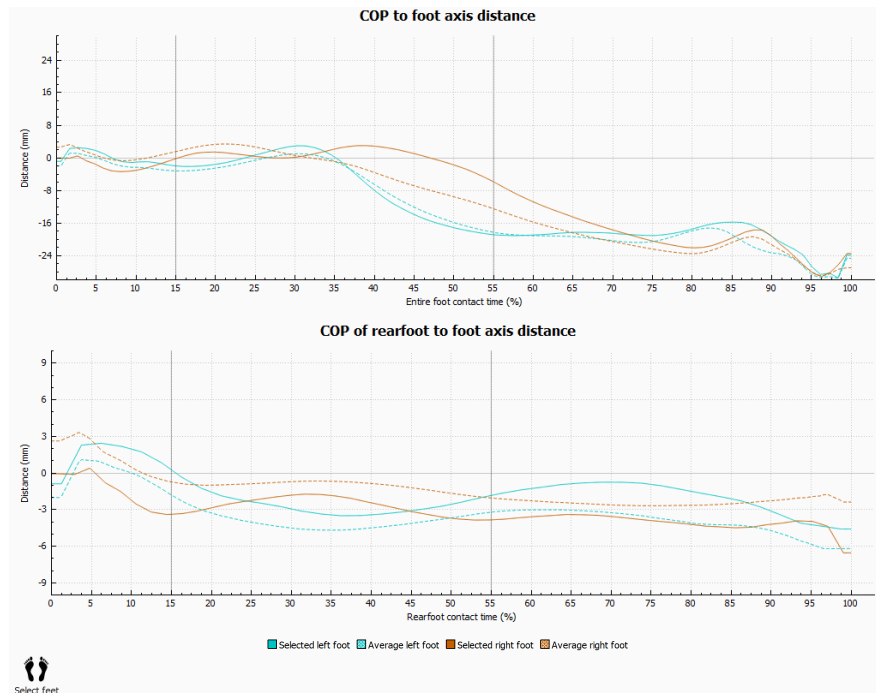 COP to foot axis distance
24
16
8
0
-8
-16
-24
Distance (mm)
0 5 10 15 20 25 30 35 40 45 50 55 60 65 70 75 80 85 90 95 100
Entire foot contact time (%)
COP of rearfoot to foot axis distance
9
6
3
0
-3
-6
-9
Distance (mm)
0 5 10 15 20 25 30 35 40 45 50 55 60 65 70 75 80 85 90 95 100
Rearfoot contact time (%)
Selected left foot Average left foot Selected right foot Average right foot
Select feet